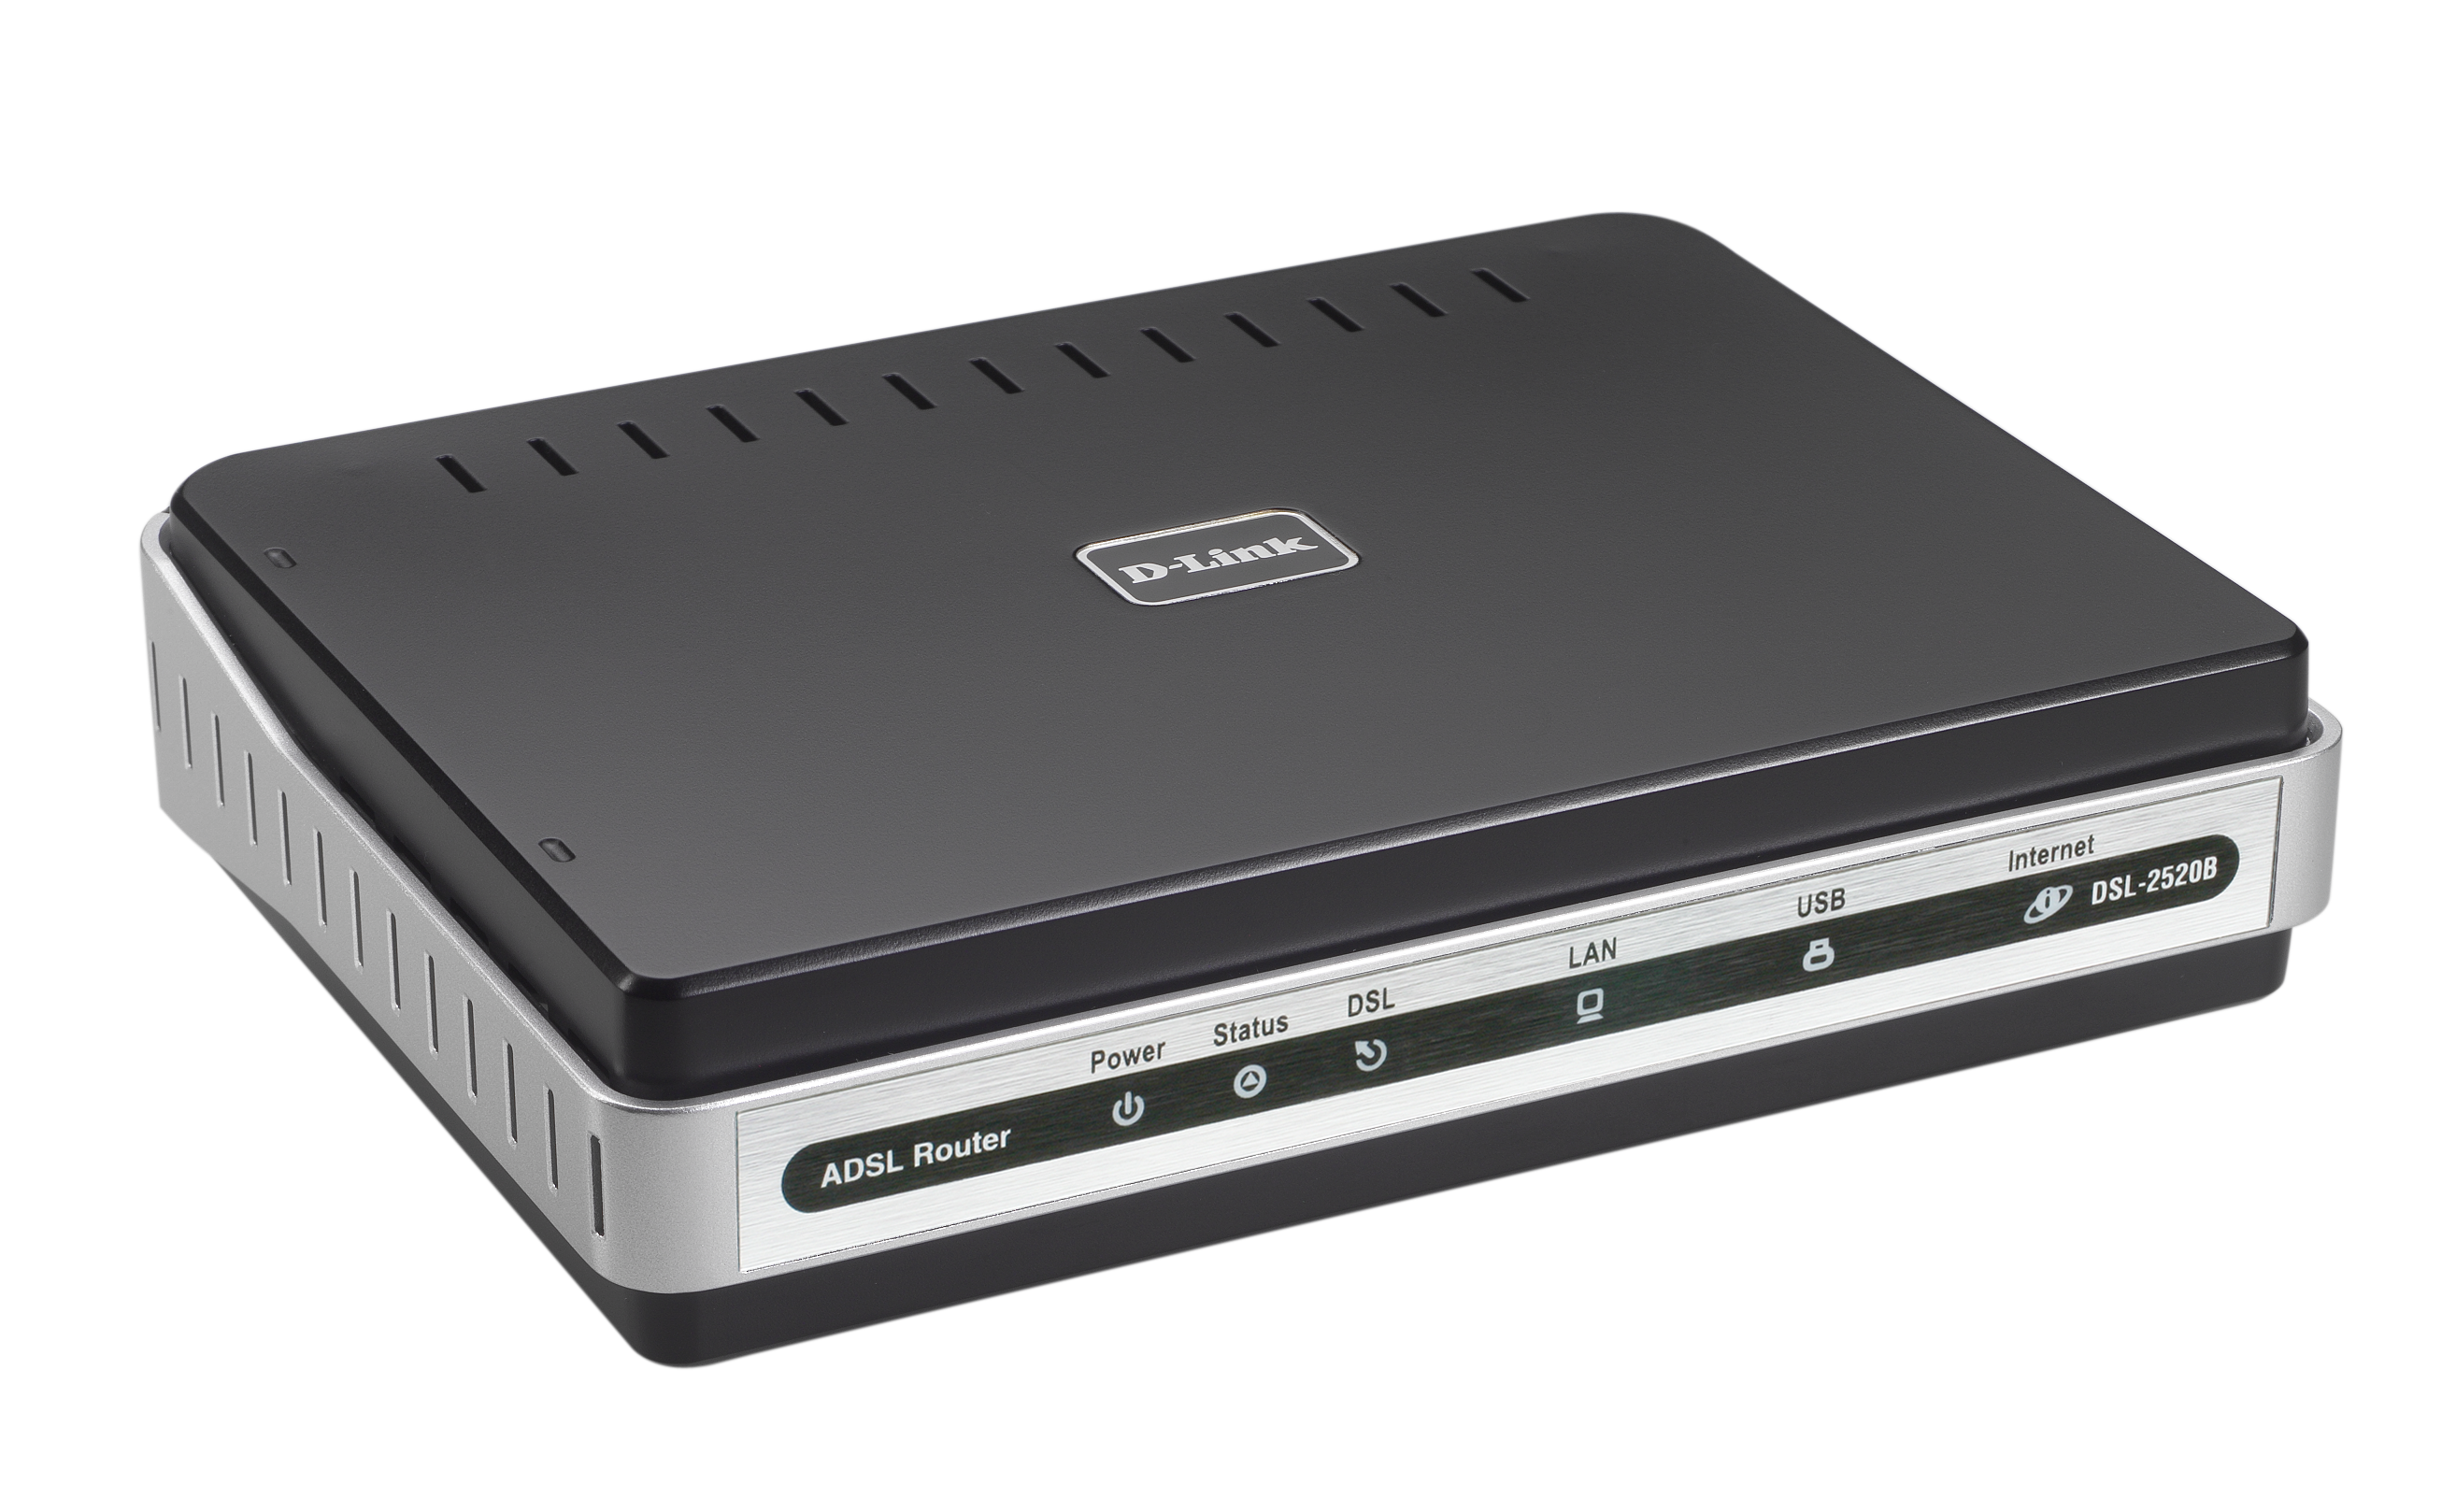 D-Link
Power Status DSL LAN USB Internet
ADSL Router DSL-2520B